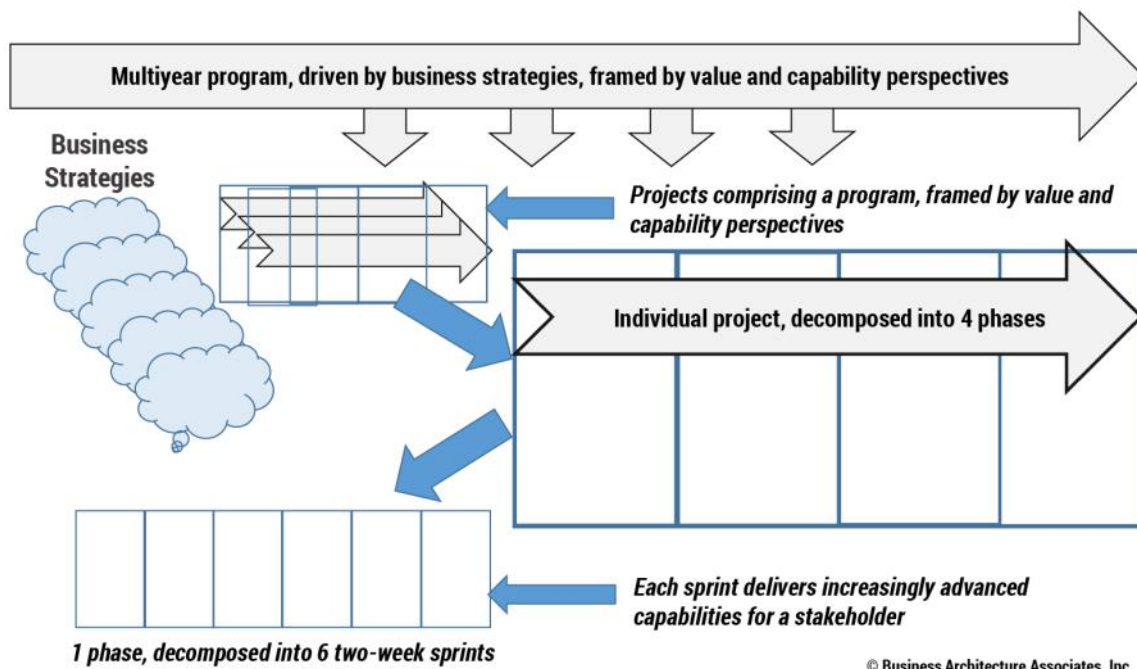 Multiyear program, driven by business strategies, framed by value and capability perspectives
Business
Strategies
Projects comprising a program, framed by value and
capability perspectives
Individual project, decomposed into 4 phases
Each sprint delivers increasingly advanced
capabilities for a stakeholder
1 phase, decomposed into 6 two-week sprints
© Business Architecture Associates, Inc.